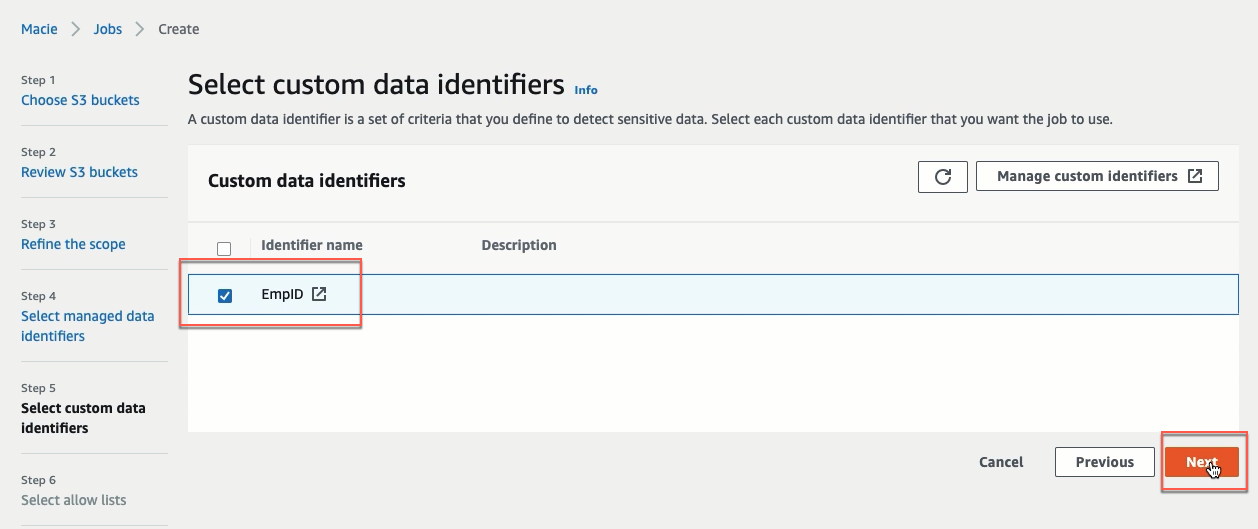 Macie > Jobs > Create
Step 1
Choose S3 buckets
Step 2
Review S3 buckets
Step 3
Refine the scope
Step 4
Select managed data
identifiers
Step 5
Select custom data
identifiers
Step 6
Select allow lists
Select custom data identifiers Info
A custom data identifier is a set of criteria that you define to detect sensitive data. Select each custom data identifier that you want the job to use.
Custom data identifiers
Manage custom identifiers
Identifier name Description
EmpID
Cancel Previous Next